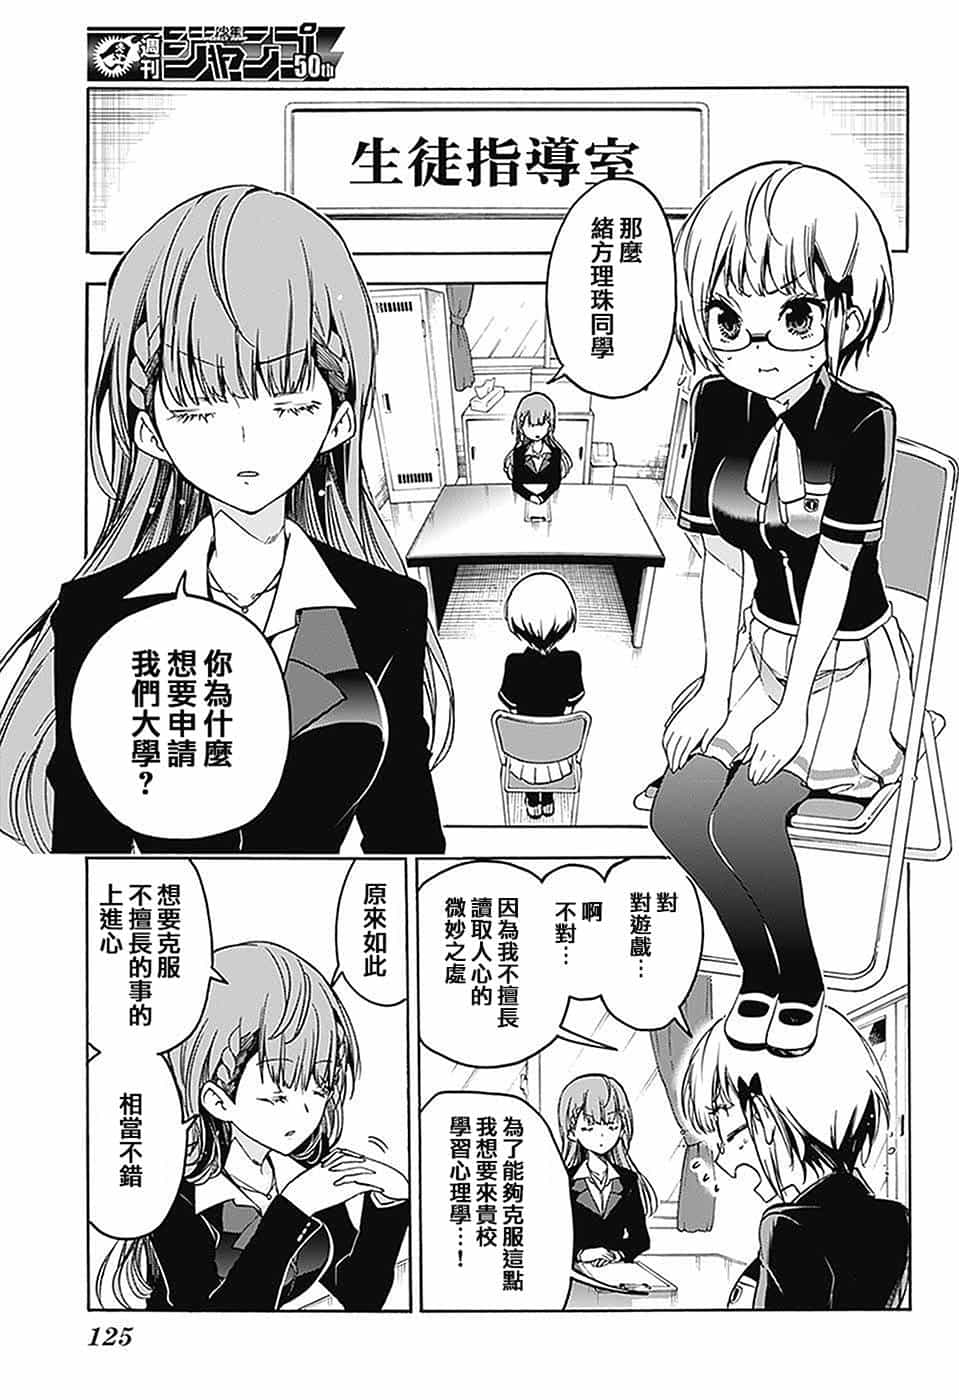 週刊
少年
ジャンプ
50th
生徒指導室
那麼
緒方理珠同學
你為什麼
想要申請
我們大學?
對
對遊戲…
啊
不對…
因為我不擅長
讀取人心的
微妙之處
為了能夠克服這點
我想要來貴校
學習心理學…!
原來如此
想要克服
不擅長的事的
上進心
相當不錯
125